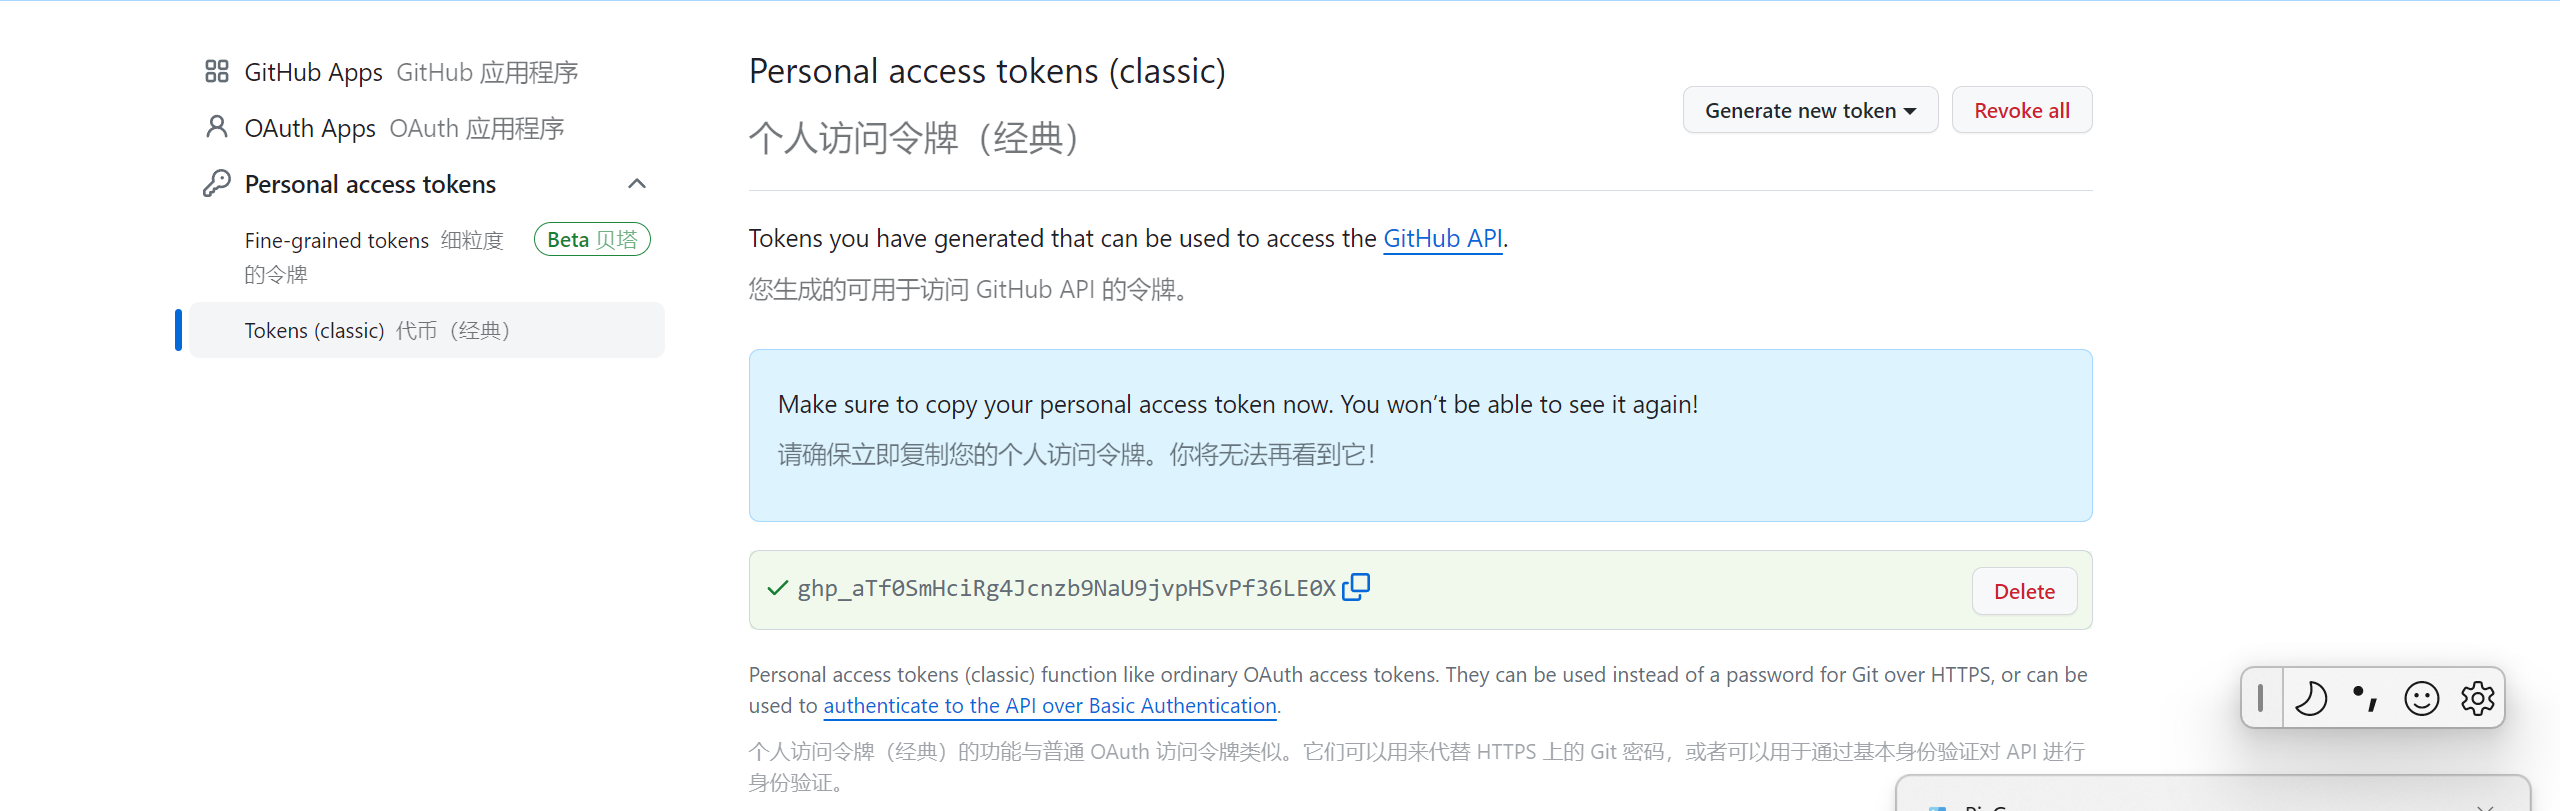 GitHub Apps GitHub 应用程序
OAuth Apps OAuth 应用程序
Personal access tokens
Fine-grained tokens 细粒度
的令牌
Beta 贝塔
Tokens (classic) 代币（经典）
Personal access tokens (classic)
个人访问令牌（经典）
Generate new token
Revoke all
Tokens you have generated that can be used to access the GitHub API.
您生成的可用于访问 GitHub API 的令牌。
Make sure to copy your personal access token now. You won’t be able to see it again!
请确保立即复制您的个人访问令牌。你将无法再看到它！
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
Delete
Personal access tokens (classic) function like ordinary OAuth access tokens. They can be used instead of a password for Git over HTTPS, or can be
used to authenticate to the API over Basic Authentication.
个人访问令牌（经典）的功能与普通 OAuth 访问令牌类似。它们可以用来代替 HTTPS 上的 Git 密码，或者可以用于通过基本身份验证对 API 进行
身份验证。